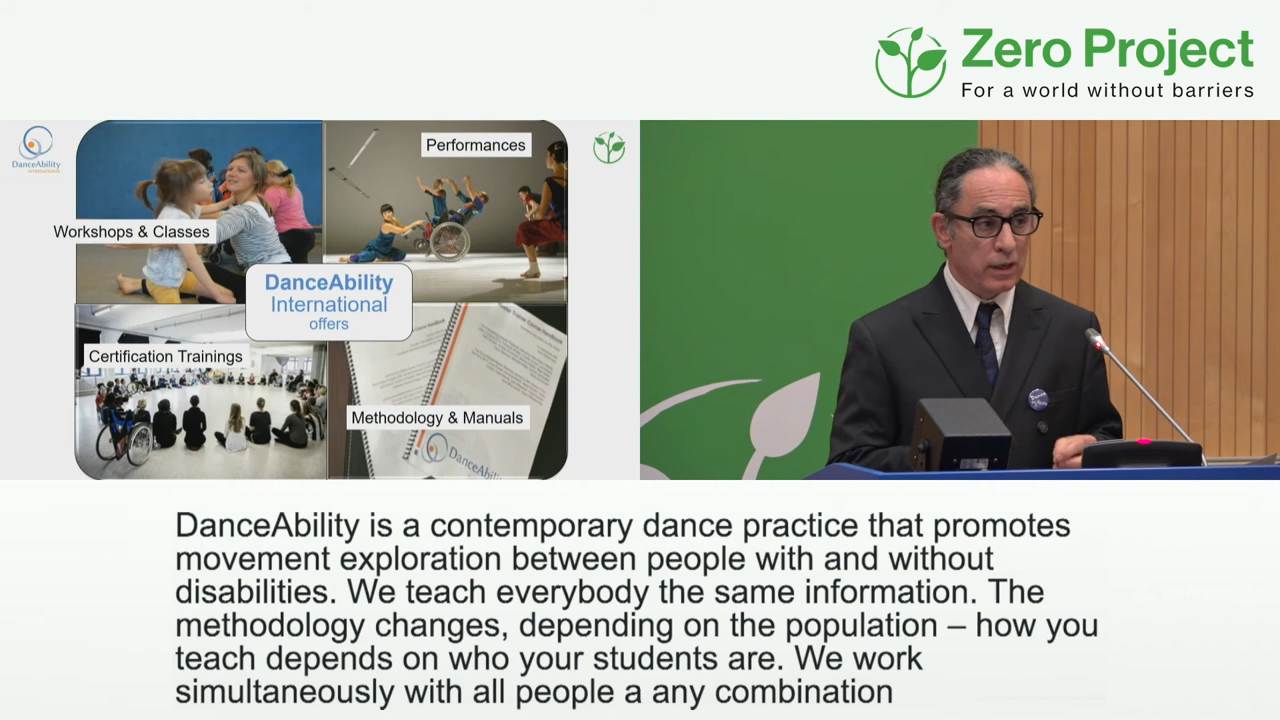 Zero Project
For a world without barriers
DanceAbility
INTERNATIONAL
Performances
Workshops & Classes
DanceAbility
International
offers
Certification Trainings
Methodology & Manuals
DanceAbility
DanceAbility is a contemporary dance practice that promotes
movement exploration between people with and without
disabilities. We teach everybody the same information. The
methodology changes, depending on the population – how you
teach depends on who your students are. We work
simultaneously with all people a any combination